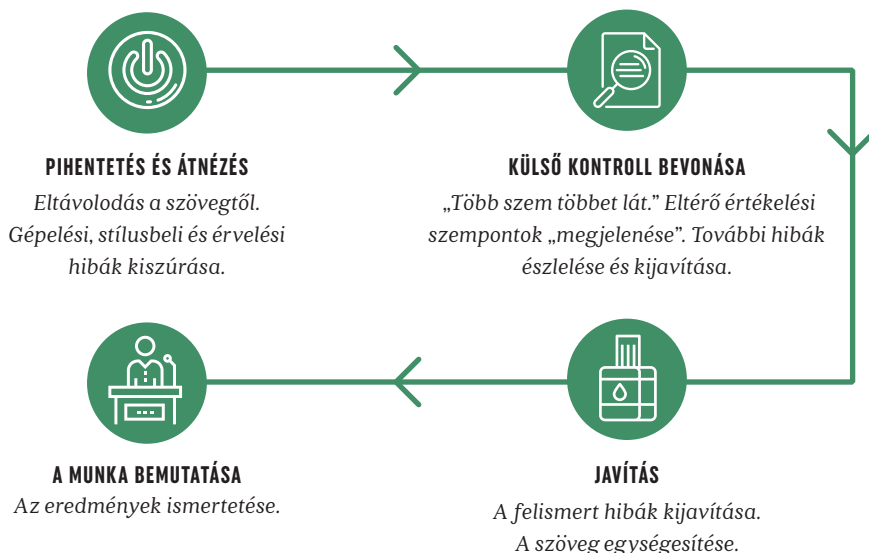 PIHENTETÉS ÉS ÁTNÉZÉS
Eltávolodás a szövegtől.
Gépelési, stílusbeli és érvelési
hibák kiszúrása.
KÜLSŐ KONTROLL BEVONÁSA
„Több szem többet lát.” Eltérő értékelési
szempontok „megjelenése”. További hibák
észlelése és kijavítása.
JAVÍTÁS
A felismert hibák kijavítása.
A szöveg egységesítése.
A MUNKA BEMUTATÁSA
Az eredmények ismertetése.